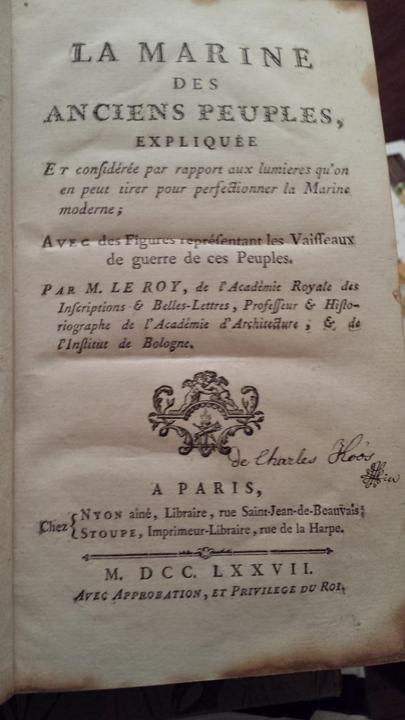 LA MARINE
DES
ANCIENS PEUPLES,
EXPLIQUÉE
ET conſidérée par rapport aux lumieres qu'on
en peut tirer pour perfectionner la Marine
moderne;
AVEC des Figures repréſentant les Vaiſſeaux
de guerre de ces Peuples.
PAR M. LE ROY, de l'Académie Royale des
Inſcriptions & Belles-Lettres, Profeſſeur & Hiſto-
riographe de l'Académie d'Architecture; & de
l'Inſtitut de Bologne.
de Charles
A PARIS,
Chez
NYON aîné, Libraire, rue Saint-Jean-de-Beauvais;
STOUPE, Imprimeur-Libraire, rue de la Harpe.
M. DCC. LXXVII.
AVEC APPROBATION, ET PRIVILEGE DU ROI.